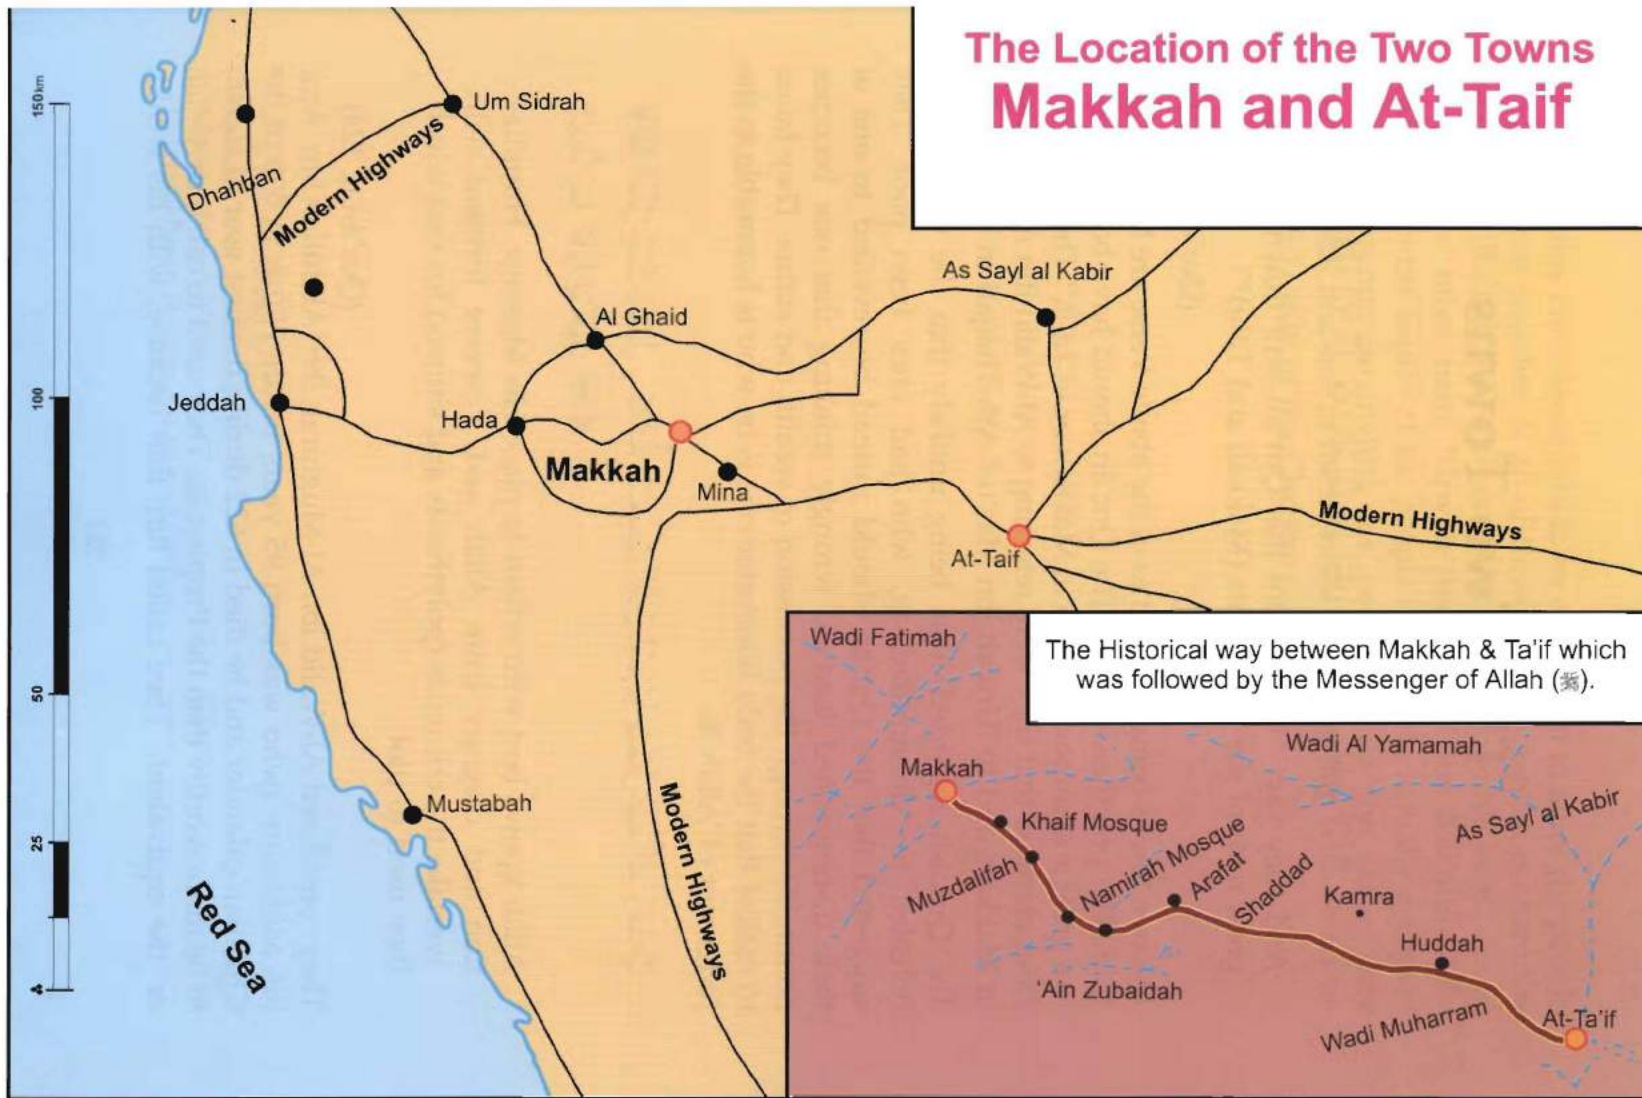 The Location of the Two Towns
Makkah and At-Taif
150km
100
50
25
Um Sidrah
Modern Highways
Dhahban
As Sayl al Kabir
Al Ghaid
Jeddah
Hada
Makkah
Mina
Modern Highways
At-Taif
Mustabah
Modern Highways
Red Sea
The Historical way between Makkah & Ta'if which
was followed by the Messenger of Allah (ﷺ).
Wadi Fatimah
Wadi Al Yamamah
Makkah
As Sayl al Kabir
Khaif Mosque
Muzdalifah
Namirah Mosque
Arafat
Shaddad
Kamra
Huddah
'Ain Zubaidah
Wadi Muharram
At-Ta'if